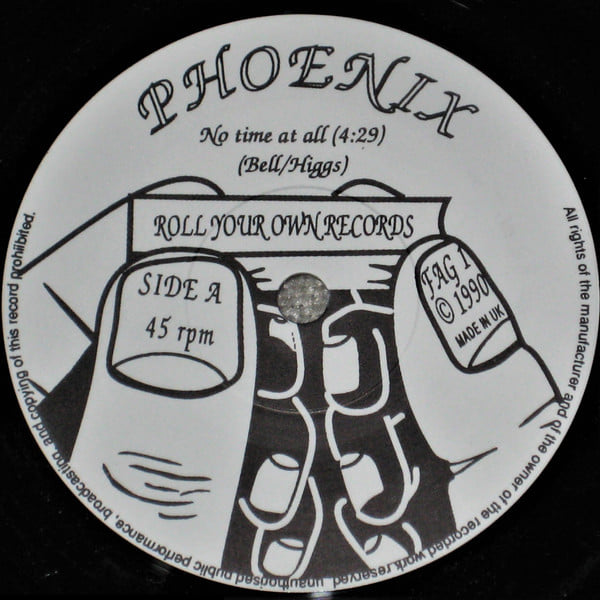 PHOENIX
No time at all (4:29)
(Bell/Higgs)
ROLL YOUR OWN RECORDS
SIDE A
45 rpm
FAG 1
© 1990
MADE IN UK
All rights of the manufacturer and of the owner of the recorded work reserved, unauthorised public performance, broadcasting and copying of this record prohiibited.